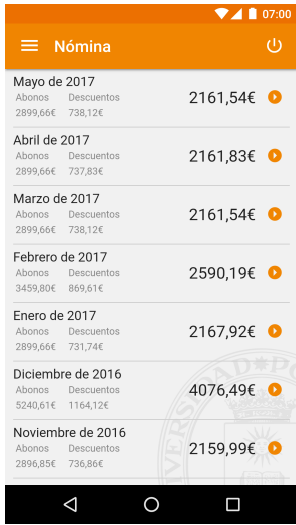 07:00
Nómina
Mayo de 2017
Abonos Descuentos
2161,54€
2899,66€ 738,12€
Abril de 2017
Abonos Descuentos
2161,83€
2899,66€ 737,83€
Marzo de 2017
Abonos Descuentos
2161,54€
2899,66€ 738,12€
Febrero de 2017
Abonos Descuentos
2590,19€
3459,80€ 869,61€
Enero de 2017
Abonos Descuentos
2167,92€
2899,66€ 731,74€
Diciembre de 2016
Abonos Descuentos
4076,49€
5240,61€ 1164,12€
Noviembre de 2016
Abonos Descuentos
2159,99€
2896,85€ 736,86€